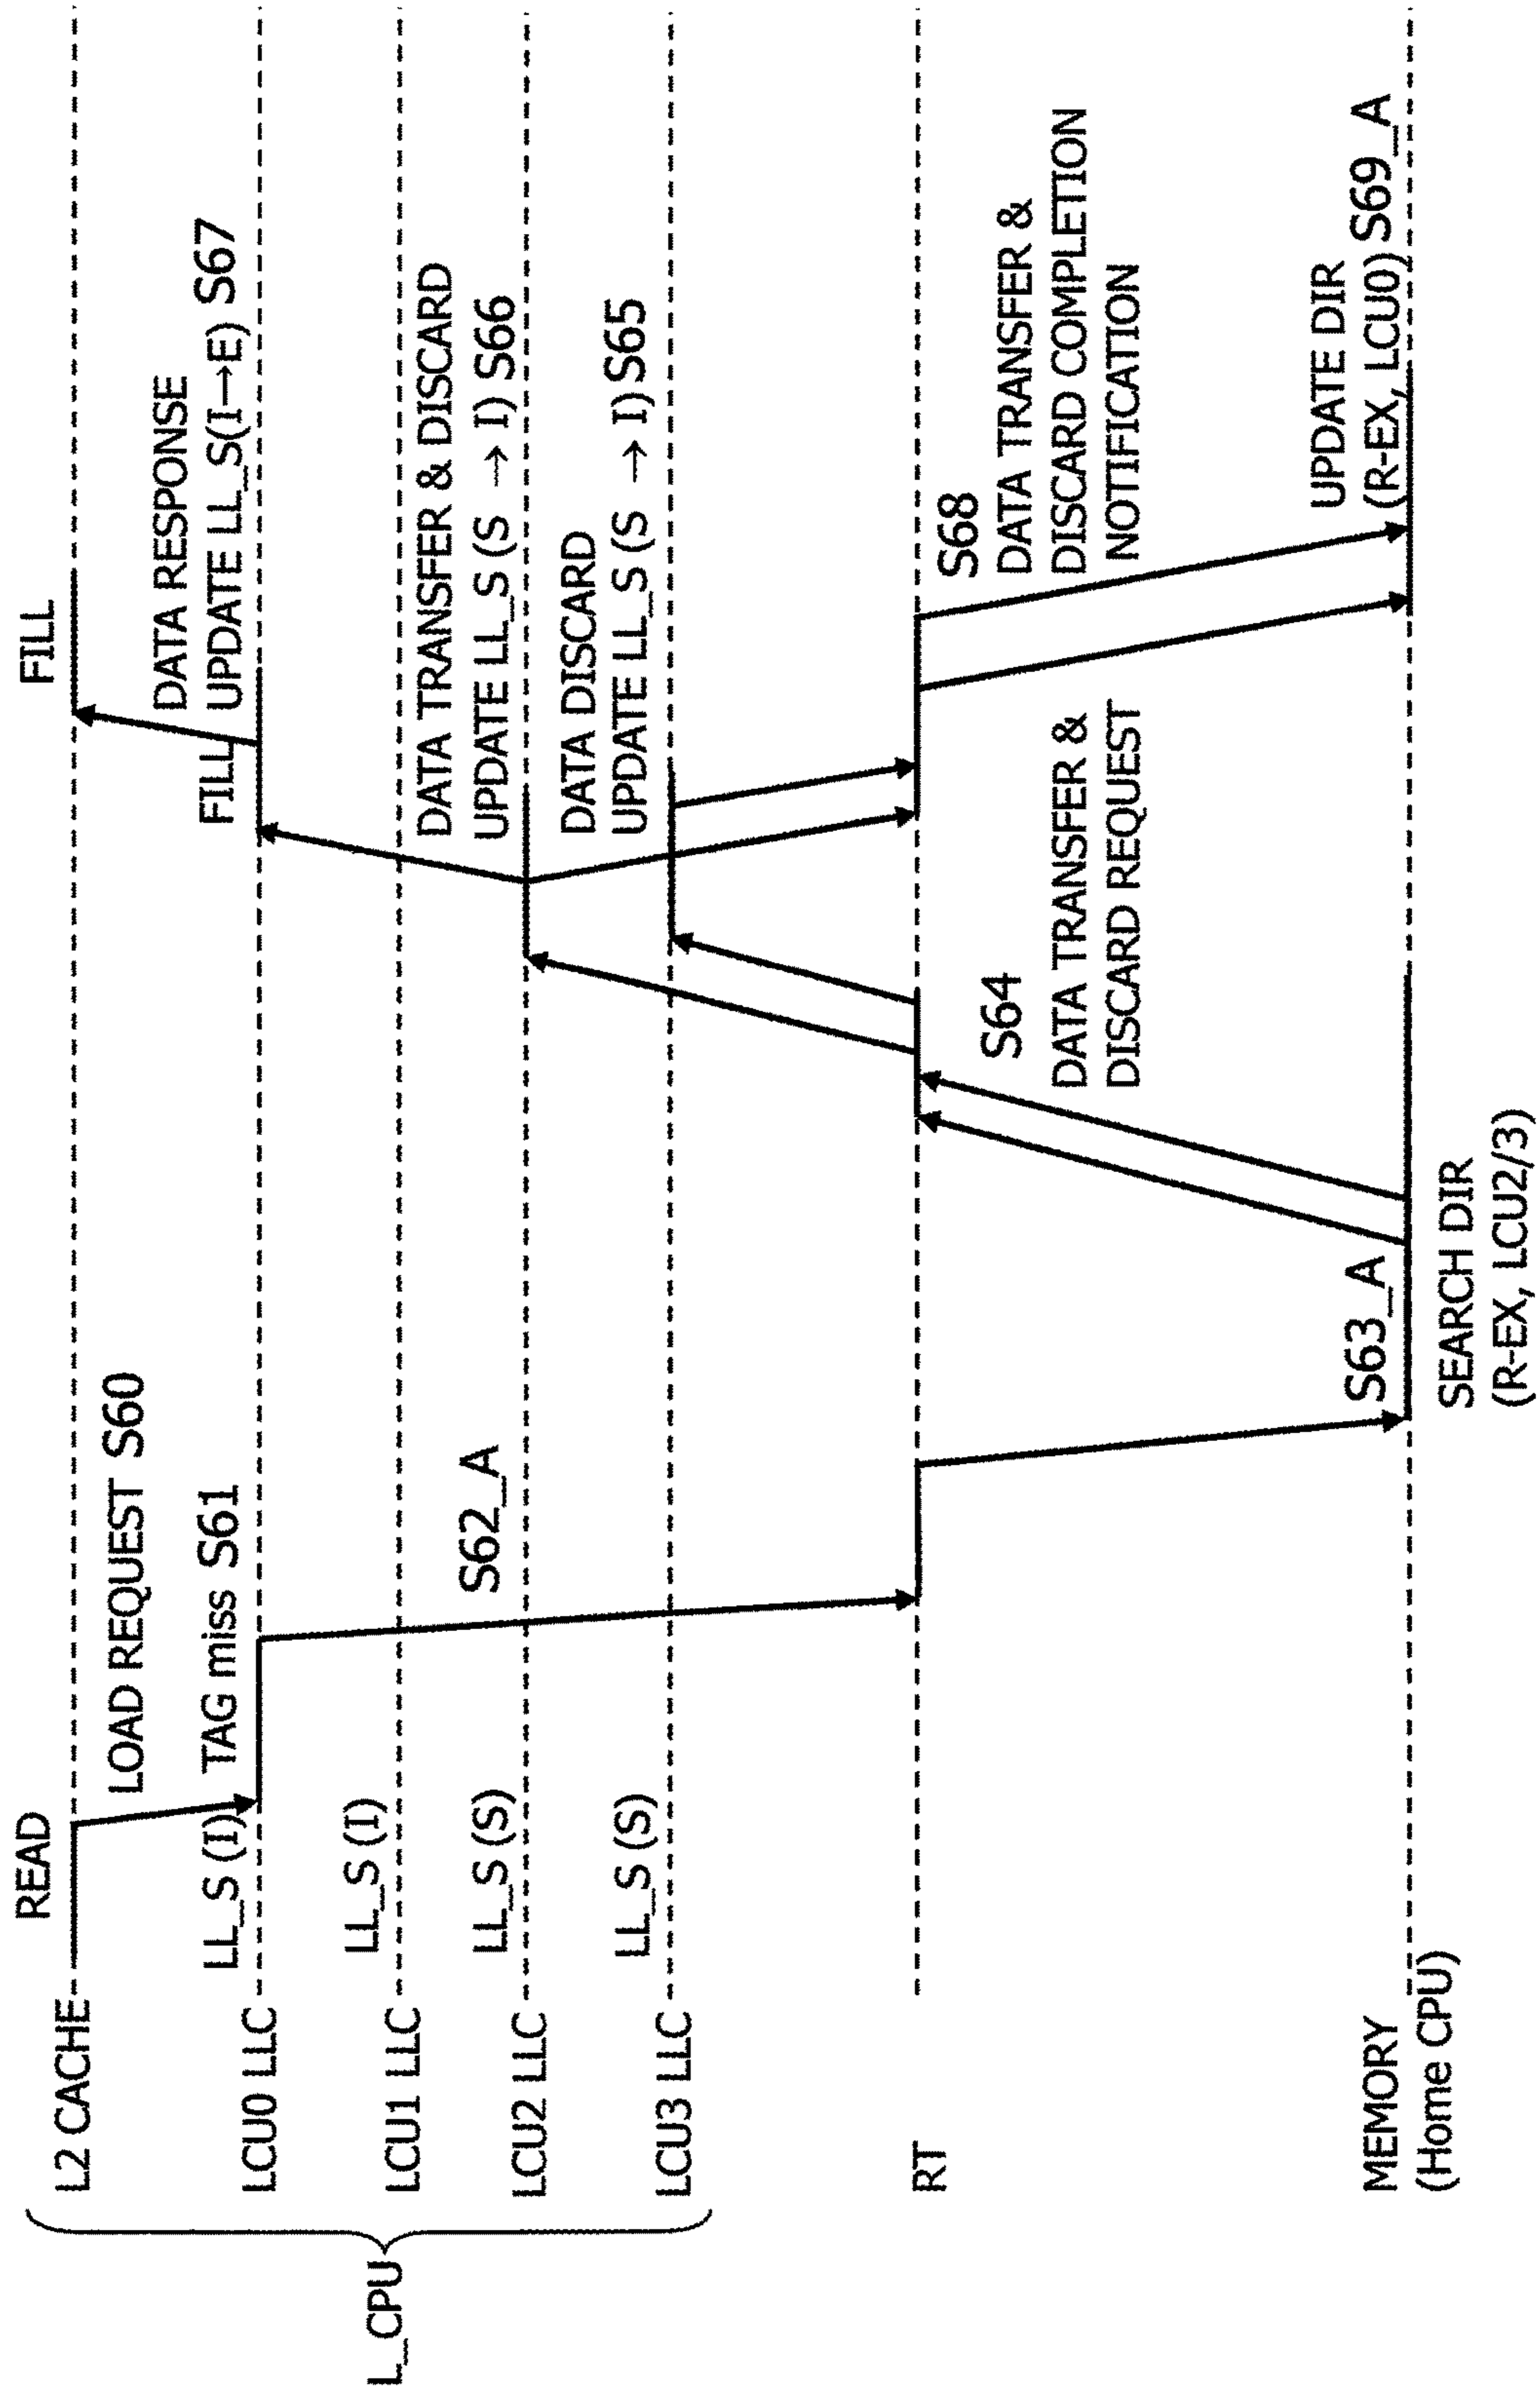 L_CPU
L2 CACHE
READ
FILL
LOAD REQUEST S60
DATA RESPONSE
UPDATE LL_S(I→E) S67
LCU0 LLC
LL_S (I)
TAG miss S61
FILL
LCU1 LLC
LL_S (I)
DATA TRANSFER & DISCARD
UPDATE LL_S (S → I) S66
LCU2 LLC
LL_S (S)
S62_A
DATA DISCARD
UPDATE LL_S (S → I) S65
LCU3 LLC
LL_S (S)
RT
S64
DATA TRANSFER &
DISCARD REQUEST
S68
DATA TRANSFER &
DISCARD COMPLETION
NOTIFICATION
MEMORY
(Home CPU)
S63_A
SEARCH DIR
(R-EX, LCU2/3)
UPDATE DIR
(R-EX, LCU0) S69_A